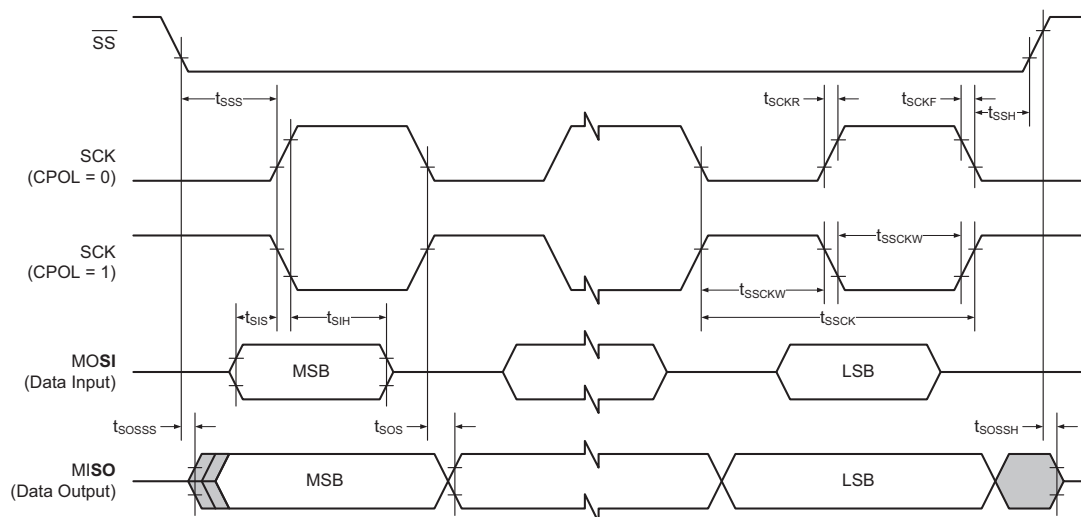 SS
tSSS
tSCKR
tSCKF
tSSH
SCK
(CPOL = 0)
SCK
(CPOL = 1)
tSSCKW
tSSCKW
tSSCK
tSIS
tSIH
MOSI
(Data Input)
MSB
LSB
tSOSSS
tSOS
tSOSSH
MISO
(Data Output)
MSB
LSB